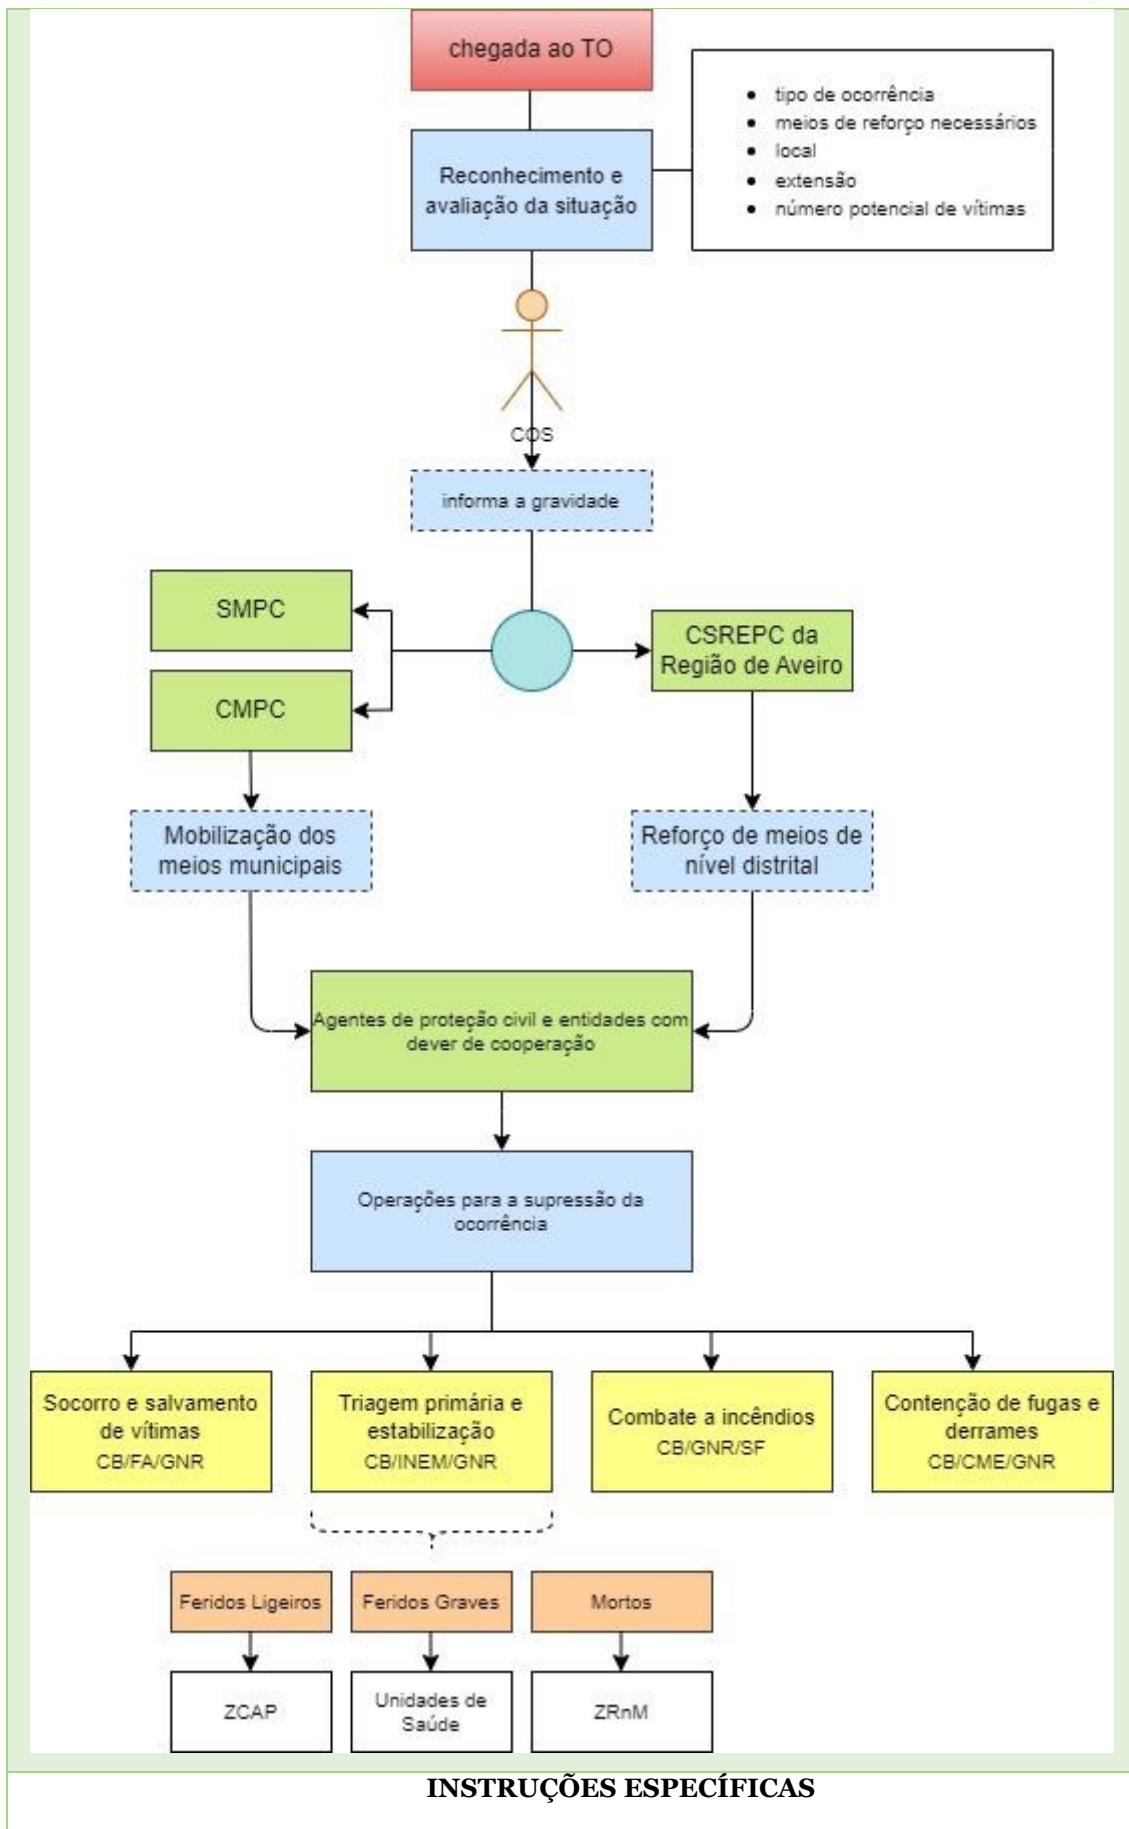 chegada ao TO
• tipo de ocorrência
• meios de reforço necessários
• local
• extensão
• número potencial de vítimas
Reconhecimento e
avaliação da situação
COS
informa a gravidade
SMPC
CMPC
CSREPC da
Região de Aveiro
Mobilização dos
meios municipais
Reforço de meios de
nível distrital
Agentes de proteção civil e entidades com
dever de cooperação
Operações para a supressão da
ocorrência
Socorro e salvamento
de vítimas
CB/FA/GNR
Triagem primária e
estabilização
CB/INEM/GNR
Combate a incêndios
CB/GNR/SF
Contenção de fugas e
derrames
CB/CME/GNR
Feridos Ligeiros
Feridos Graves
Mortos
ZCAP
Unidades de
Saúde
ZRnM
INSTRUÇÕES ESPECÍFICAS